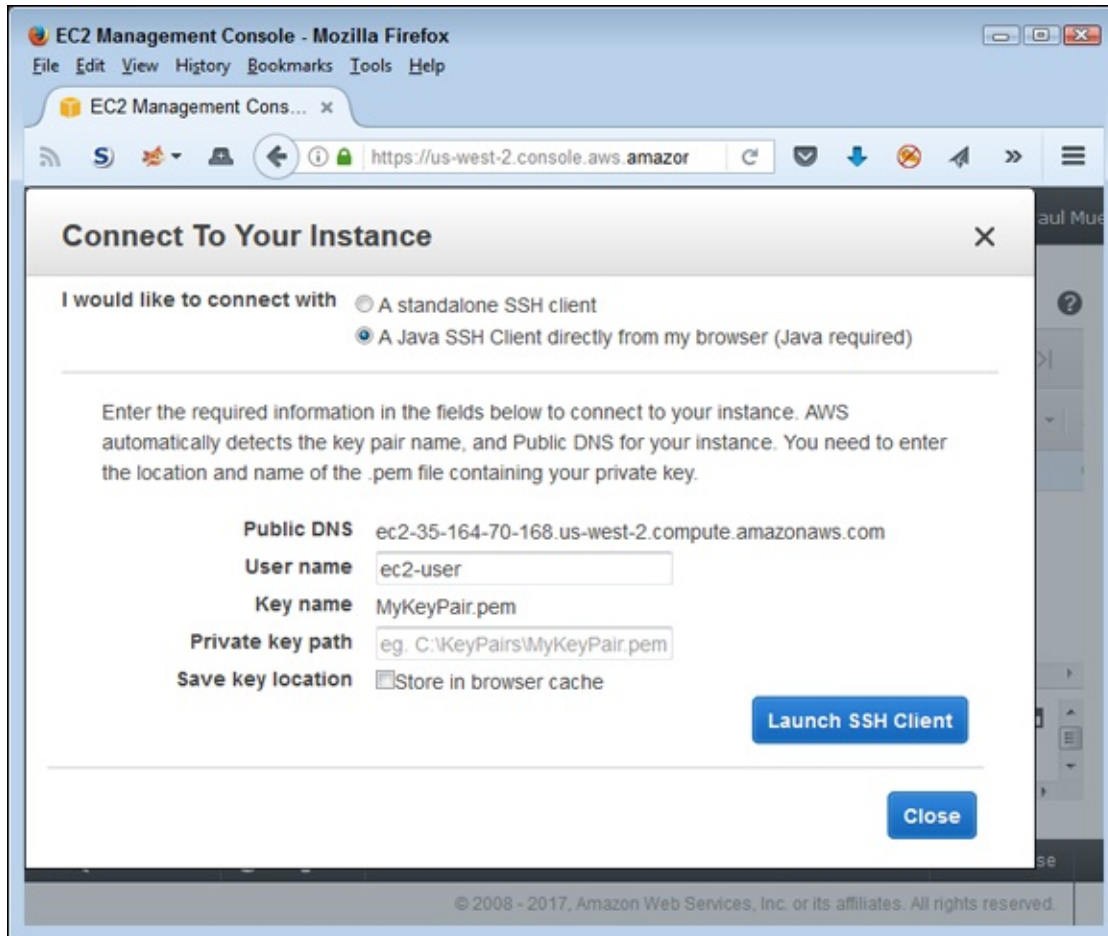 EC2 Management Console - Mozilla Firefox
File Edit View History Bookmarks Tools Help
EC2 Management Cons... ×
https://us-west-2.console.aws.amazor
Connect To Your Instance
aul Mue
I would like to connect with
A standalone SSH client
A Java SSH Client directly from my browser (Java required)
Enter the required information in the fields below to connect to your instance. AWS
automatically detects the key pair name, and Public DNS for your instance. You need to enter
the location and name of the .pem file containing your private key.
Public DNS ec2-35-164-70-168.us-west-2.compute.amazonaws.com
User name ec2-user
Key name MyKeyPair.pem
Private key path eg. C:\KeyPairs\MyKeyPair.pem
Save key location Store in browser cache
Launch SSH Client
Close
se
© 2008 - 2017, Amazon Web Services, Inc. or its affiliates. All rights reserved.